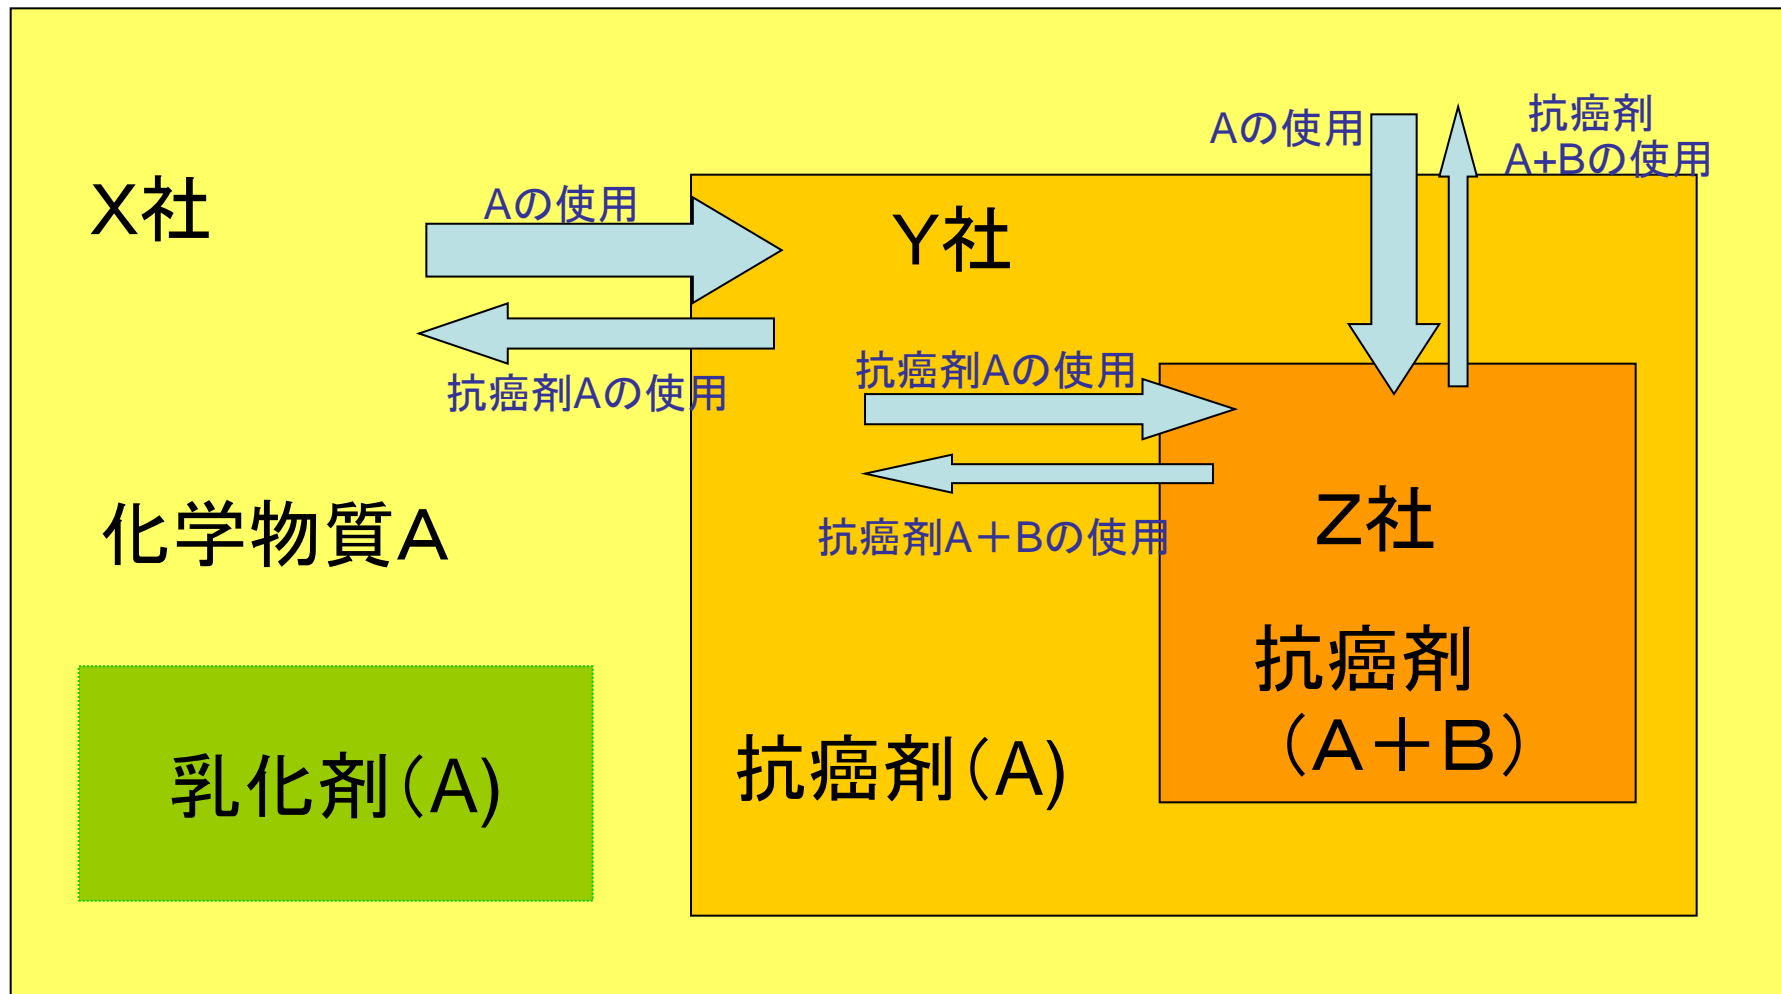 X社
化学物質A
乳化剤(A)
Aの使用
抗癌剤Aの使用
Y社
抗癌剤(A)
抗癌剤Aの使用
抗癌剤A+Bの使用
Aの使用
抗癌剤
A+Bの使用
Z社
抗癌剤
(A+B)